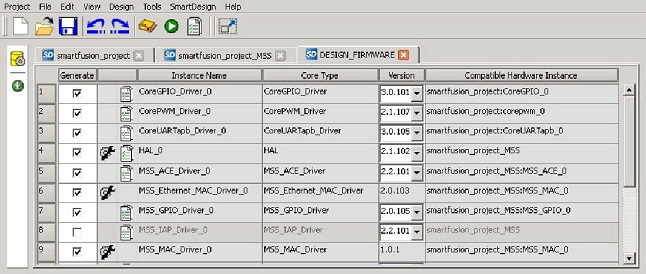 Project File Edit View Design Tools SmartDesign Help
smartfusion_project smartfusion_project_MSS DESIGN_FIRMWARE
Generate Instance Name Core Type Version Compatible Hardware Instance
1 CoreGPIO_Driver_0 CoreGPIO_Driver 3.0.101 smartfusion_project:CoreGPIO_0
2 CorePWM_Driver_0 CorePWM_Driver 2.1.107 smartfusion_project:corepwm_0
3 CoreUARTapb_Driver_0 CoreUARTapb_Driver 3.0.105 smartfusion_project:CoreUARTapb_0
4 HAL_0 HAL 2.1.102 smartfusion_project_MSS
5 MSS_ACE_Driver_0 MSS_ACE_Driver 2.2.101 smartfusion_project_MSS:MSS_ACE_0
6 MSS_Ethernet_MAC_Driver_0 MSS_Ethernet_MAC_Driver 2.0.103 smartfusion_project_MSS:MSS_MAC_0
7 MSS_GPIO_Driver_0 MSS_GPIO_Driver 2.0.105 smartfusion_project_MSS:MSS_GPIO_0
8 MSS_IAP_Driver_0 MSS_IAP_Driver 2.2.101 smartfusion_project_MSS
9 MSS_MAC_Driver_0 MSS_MAC_Driver 1.0.1 smartfusion_project_MSS:MSS_MAC_0